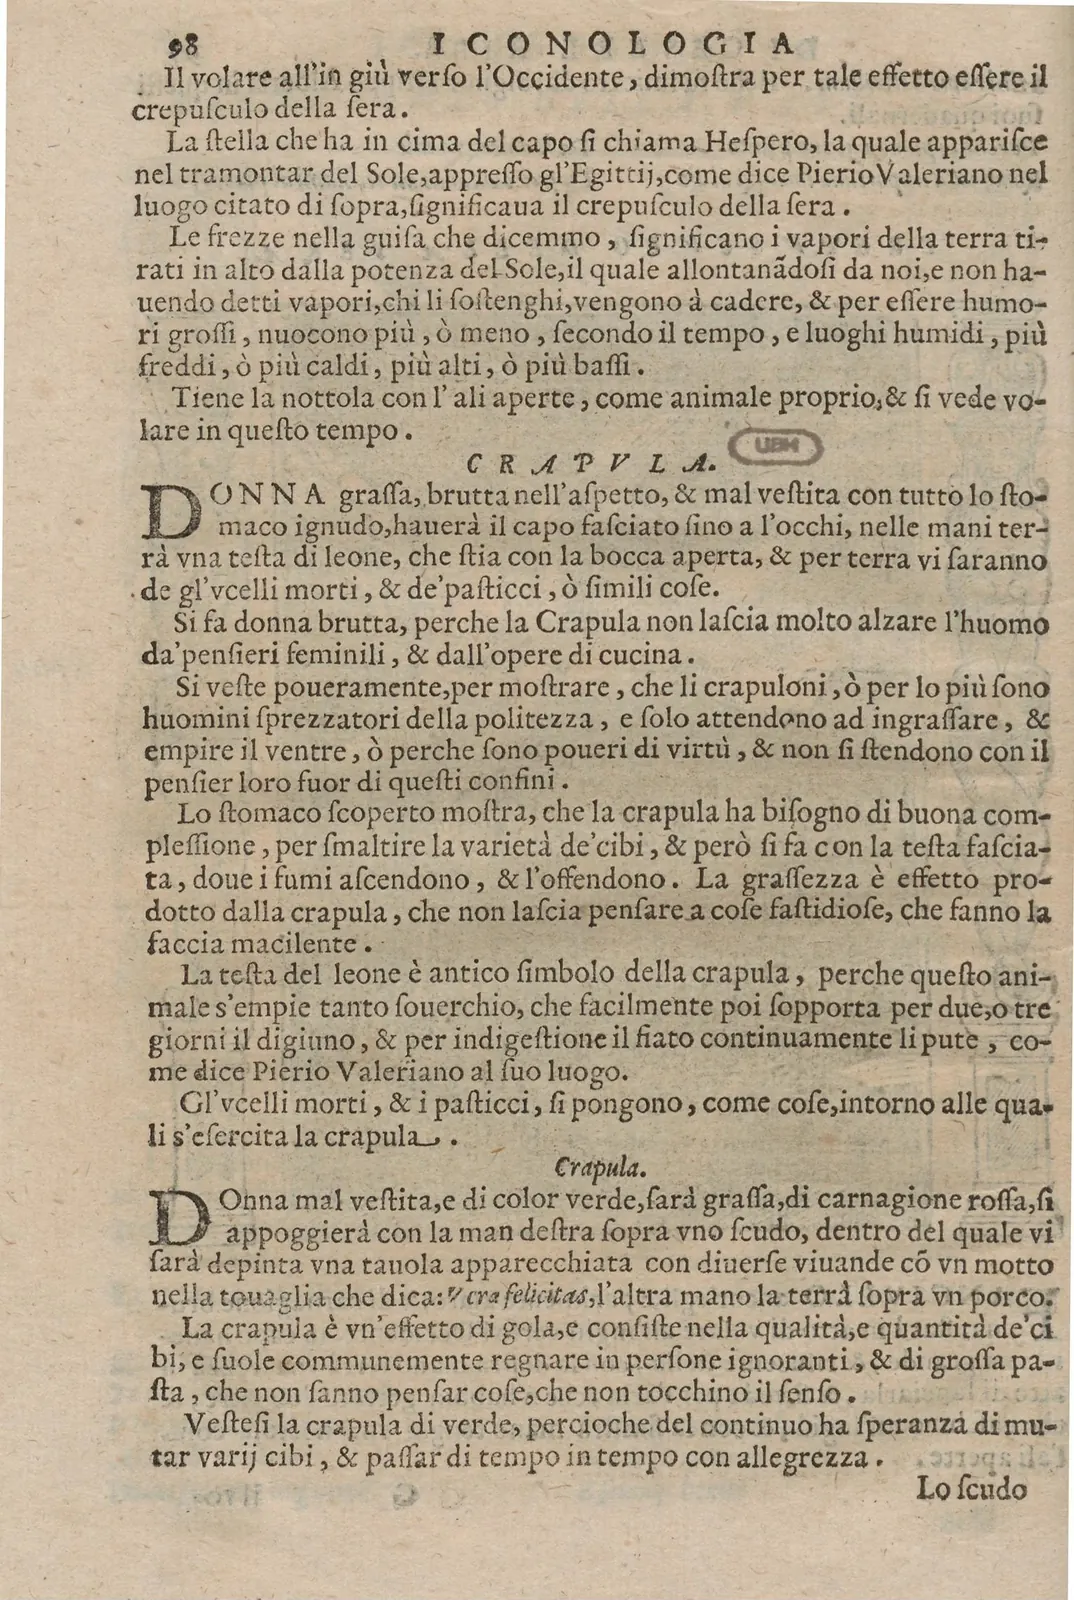 98 ICONOLOGIA
Il volare all'in giù verſo l'Occidente, dimoſtra per tale effetto eſſere il
crepuſculo della ſera.
La ſtella che ha in cima del capo ſi chiama Heſpero, la quale appariſce
nel tramontar del Sole,appreſſo gl'Egittij,come dice Pierio Valeriano nel
luogo citato di ſopra,ſignificaua il crepuſculo della ſera.
Le frezze nella guiſa che dicemmo, ſignificano i vapori della terra ti-
rati in alto dalla potenza del Sole,il quale allontanãdoſi da noi,e non ha-
uendo detti vapori,chi li ſoſtenghi,vengono à cadere, & per eſſere humo-
ri groſſi, nuocono più, ò meno, ſecondo il tempo, e luoghi humidi, più
freddi, ò più caldi, più alti, ò più baſſi.
Tiene la nottola con l'ali aperte, come animale proprio,& ſi vede vo-
lare in queſto tempo.
UBH
CRAPVLA.
DONNA graſſa, brutta nell'aſpetto, & mal veſtita con tutto lo ſto-
maco ignudo,hauerà il capo faſciato ſino a l'occhi, nelle mani ter-
rà vna teſta di leone, che ſtia con la bocca aperta, & per terra vi ſaranno
de gl'vcelli morti, & de'paſticci, ò ſimili coſe.
Si fa donna brutta, perche la Crapula non laſcia molto alzare l'huomo
da'penſieri feminili, & dall'opere di cucina.
Si veſte poueramente,per moſtrare, che li crapuloni, ò per lo più ſono
huomini ſprezzatori della politezza, e ſolo attendono ad ingraſſare, &
empire il ventre, ò perche ſono poueri di virtù, & non ſi ſtendono con il
penſier loro fuor di queſti confini.
Lo ſtomaco ſcoperto moſtra, che la crapula ha biſogno di buona com-
pleſſione, per ſmaltire la varietà de'cibi, & però ſi fa con la teſta faſcia-
ta, doue i fumi aſcendono, & l'offendono. La graſſezza è effetto pro-
dotto dalla crapula, che non laſcia penſare a coſe faſtidioſe, che fanno la
faccia macilente.
La teſta del leone è antico ſimbolo della crapula, perche queſto ani-
male s'empie tanto ſouerchio, che facilmente poi ſopporta per due,o tre
giorni il digiuno, & per indigeſtione il fiato continuamente li pute, co-
me dice Pierio Valeriano al ſuo luogo.
Gl'vcelli morti, & i paſticci, ſi pongono, come coſe,intorno alle qua-
li s'eſercita la crapula.
Crapula.
DOnna mal veſtita,e di color verde,ſarà graſſa,di carnagione roſſa,ſi
appoggierà con la man deſtra ſopra vno ſcudo, dentro del quale vi
ſarà depinta vna tauola apparecchiata con diuerſe viuande cõ vn motto
nella touaglia che dica: Vera felicitas,l'altra mano la terrà ſopra vn porco.
La crapula è vn'effetto di gola,e conſiſte nella qualità,e quantità de'ci
bi, e ſuole communemente regnare in perſone ignoranti, & di groſſa pa-
ſta, che non ſanno penſar coſe,che non tocchino il ſenſo.
Veſteſi la crapula di verde, percioche del continuo ha ſperanza di mu-
tar varij cibi, & paſſar di tempo in tempo con allegrezza.
Lo ſcudo